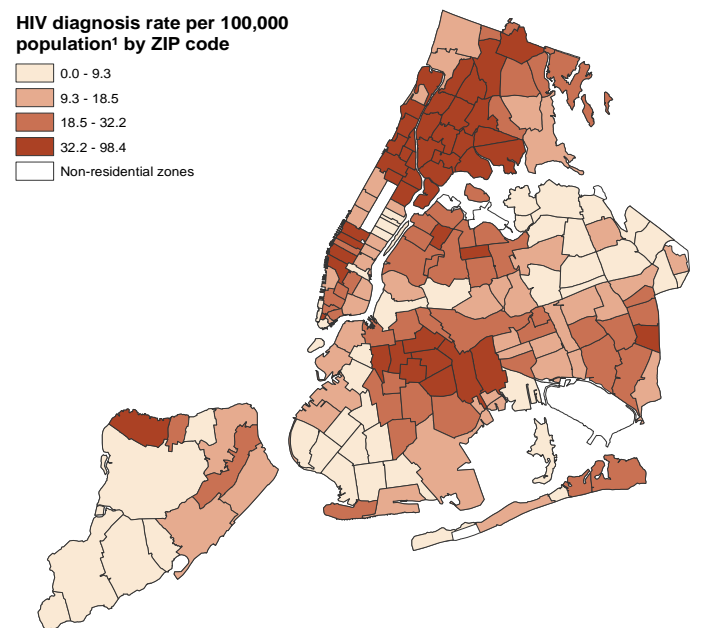 HIV diagnosis rate per 100,000
population¹ by ZIP code
0.0 - 9.3
9.3 - 18.5
18.5 - 32.2
32.2 - 98.4
Non-residential zones